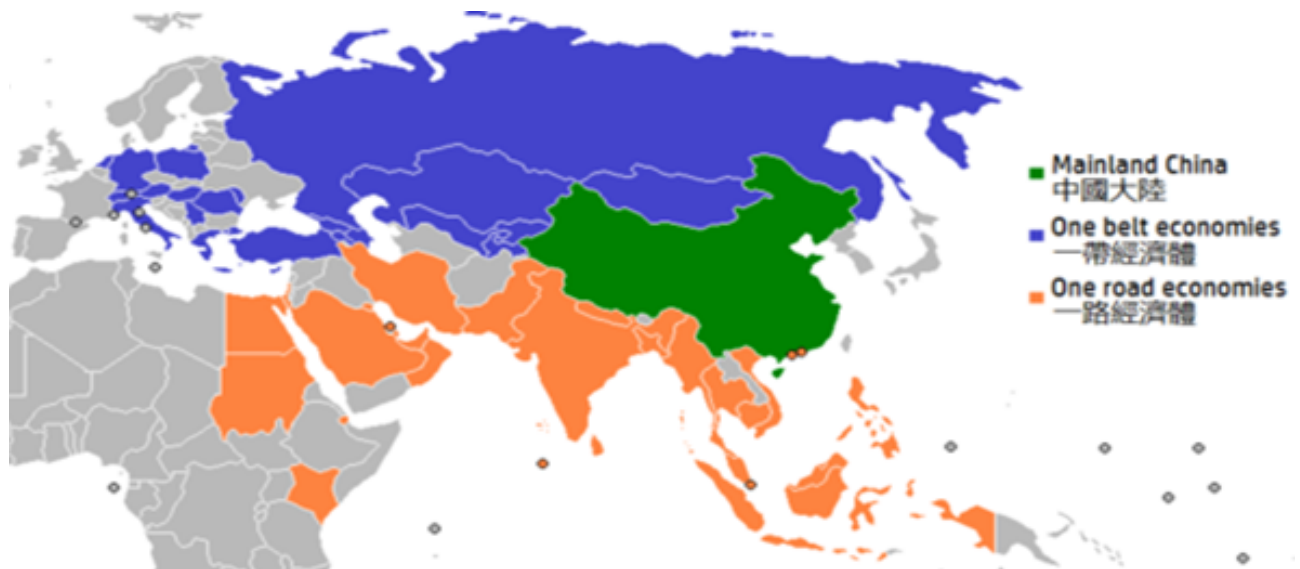 Mainland China
中國大陸
One belt economies
一帶經濟體
One road economies
一路經濟體